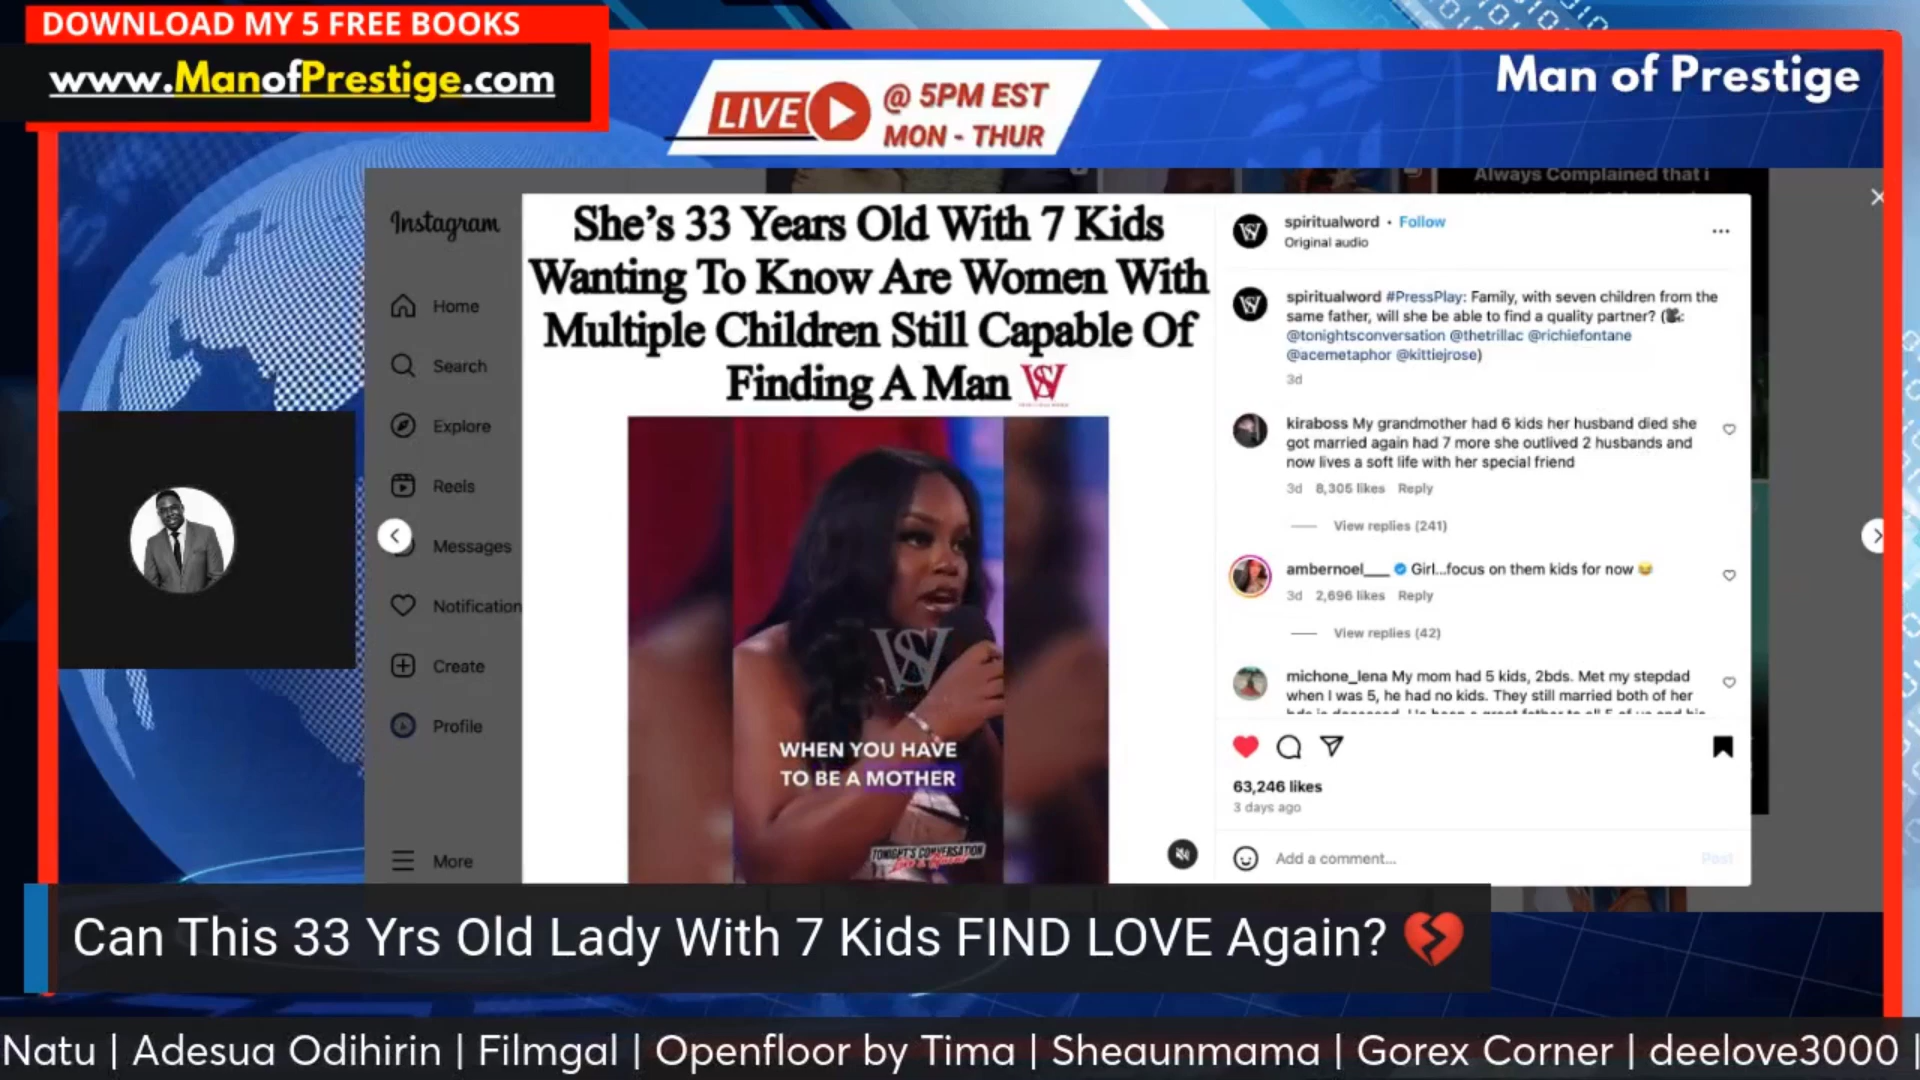 DOWNLOAD MY 5 FREE BOOKS
www.ManofPrestige.com
LIVE @ 5PM EST
MON - THUR
Man of Prestige
Always Complained that i
Instagram
Home
Search
Explore
Reels
Messages
Notification
Create
Profile
More
She's 33 Years Old With 7 Kids
Wanting To Know Are Women With
Multiple Children Still Capable Of
Finding A Man
WHEN YOU HAVE
TO BE A MOTHER
TONIGHT'S CONVERSATION
spiritualword • Follow
Original audio
spiritualword #PressPlay: Family, with seven children from the
same father, will she be able to find a quality partner? (🎥:
@tonightsconversation @thetrillac @richiefontane
@acemetaphor @kittiejrose)
3d
kiraboss My grandmother had 6 kids her husband died she
got married again had 7 more she outlived 2 husbands and
now lives a soft life with her special friend
3d 8,305 likes Reply
View replies (241)
ambernoel___ Girl...focus on them kids for now 😂
3d 2,696 likes Reply
View replies (42)
michone_lena My mom had 5 kids, 2bds. Met my stepdad
when I was 5, he had no kids. They still married both of her
63,246 likes
3 days ago
Add a comment...
Post
Can This 33 Yrs Old Lady With 7 Kids FIND LOVE Again? 💔
Natu | Adesua Odihirin | Filmgal | Openfloor by Tima | Sheaunmama | Gorex Corner | deelove3000 |